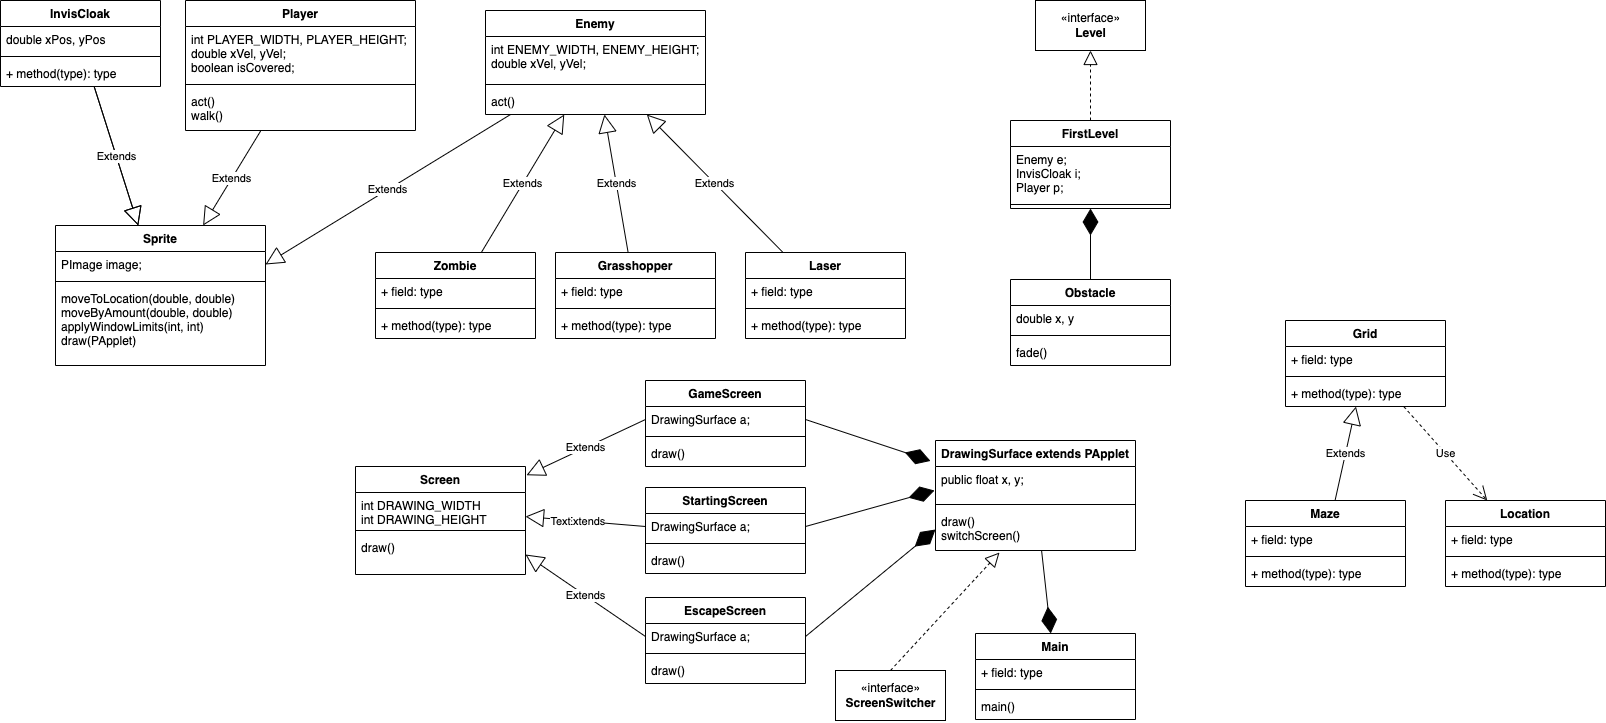 InvisCloak
double xPos, yPos
+ method(type): type
Player
int PLAYER_WIDTH, PLAYER_HEIGHT;
double xVel, yVel;
boolean isCovered;
act()
walk()
Enemy
int ENEMY_WIDTH, ENEMY_HEIGHT;
double xVel, yVel;
act()
«interface»
Level
FirstLevel
Enemy e;
InvisCloak i;
Player p;
Extends
Extends
Extends
Extends
Extends
Extends
Sprite
PImage image;
moveToLocation(double, double)
moveByAmount(double, double)
applyWindowLimits(int, int)
draw(PApplet)
Zombie
+ field: type
+ method(type): type
Grasshopper
+ field: type
+ method(type): type
Laser
+ field: type
+ method(type): type
Obstacle
double x, y
fade()
Grid
+ field: type
+ method(type): type
Extends
Use
Maze
+ field: type
+ method(type): type
Location
+ field: type
+ method(type): type
GameScreen
DrawingSurface a;
draw()
Extends
Screen
int DRAWING_WIDTH
int DRAWING_HEIGHT
draw()
Text
Extends
StartingScreen
DrawingSurface a;
draw()
Extends
EscapeScreen
DrawingSurface a;
draw()
DrawingSurface extends PApplet
public float x, y;
draw()
switchScreen()
«interface»
ScreenSwitcher
Main
+ field: type
main()